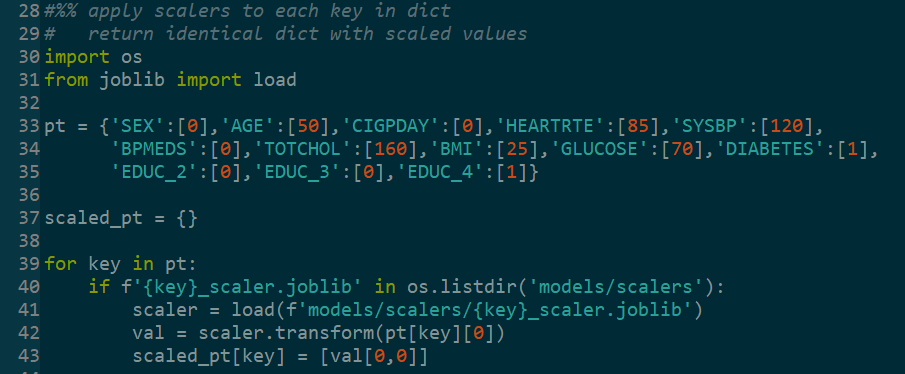 28 #%% apply scalers to each key in dict
29 #   return identical dict with scaled values
30 import os
31 from joblib import load
32
33 pt = {'SEX':[0],'AGE':[50],'CIGPDAY':[0],'HEARTRTE':[85],'SYSBP':[120],
34       'BPMEDS':[0],'TOTCHOL':[160],'BMI':[25],'GLUCOSE':[70],'DIABETES':[1],
35       'EDUC_2':[0],'EDUC_3':[0],'EDUC_4':[1]}
36
37 scaled_pt = {}
38
39 for key in pt:
40     if f'{key}_scaler.joblib' in os.listdir('models/scalers'):
41         scaler = load(f'models/scalers/{key}_scaler.joblib')
42         val = scaler.transform(pt[key][0])
43         scaled_pt[key] = [val[0,0]]